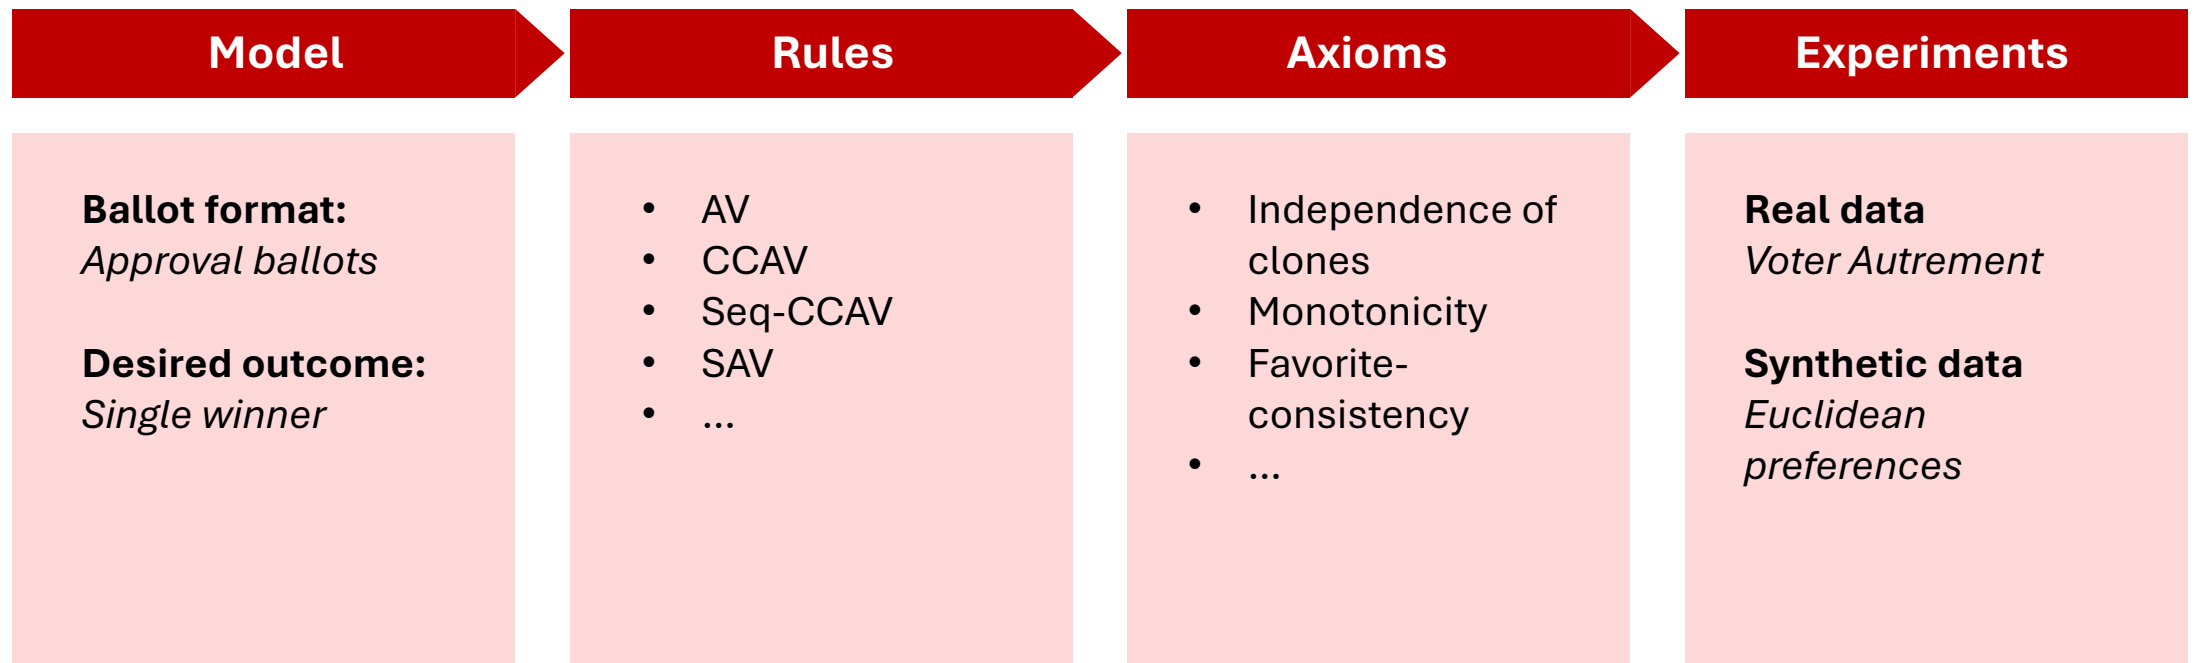 Model
Rules
Axioms
Experiments
Ballot format:
Approval ballots
Desired outcome:
Single winner
• AV
• CCAV
• Seq-CCAV
• SAV
• ...
• Independence of
clones
• Monotonicity
• Favorite-
consistency
• ...
Real data
Voter Autrement
Synthetic data
Euclidean
preferences